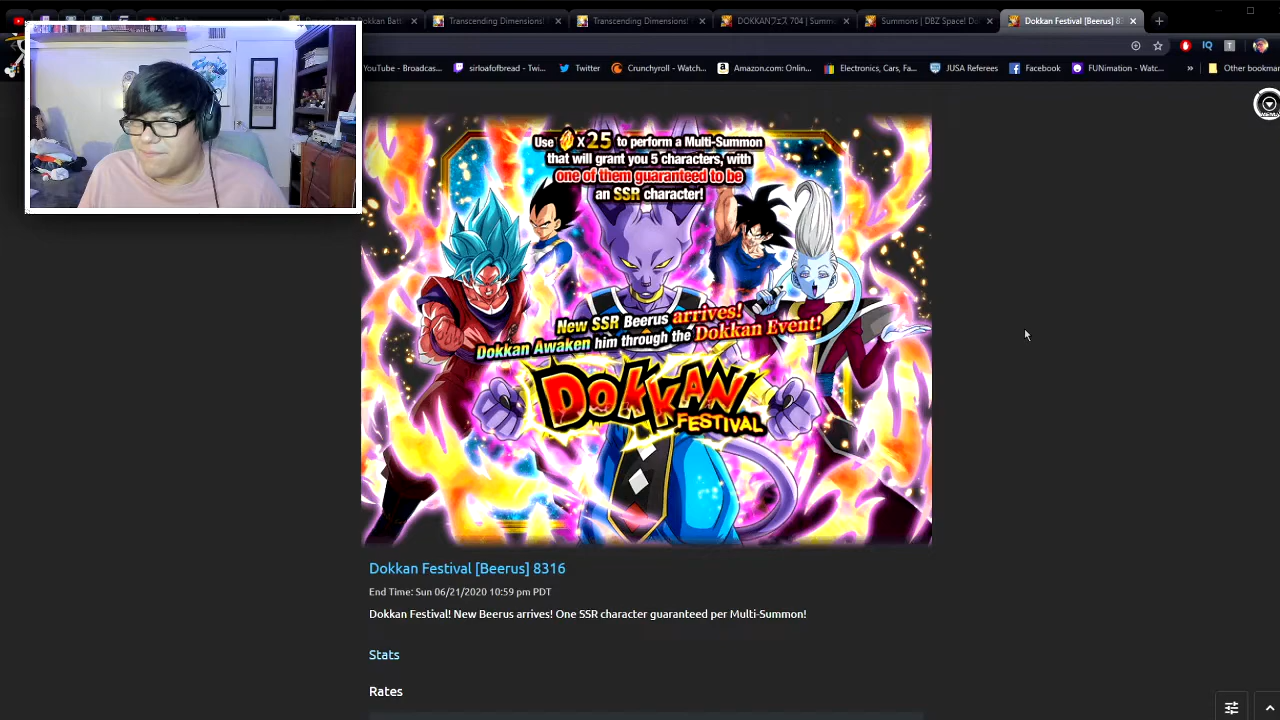 Transcending Dimensions!
Transcending Dimensions!
DOKKANフェス 704 | Summ
Summons | DBZ Space! D
Dokkan Festival [Beerus] 83
YouTube - Broadcas...
sirloafofbread - Twi...
Twitter
Crunchyroll - Watch...
Amazon.com: Onlin...
Electronics, Cars, Fa...
JUSA Referees
Facebook
FUNimation - Watc...
»
Other bookmar
Use x25 to perform a Multi-Summon
that will grant you 5 characters, with
one of them guaranteed to be
an SSR character!
New SSR Beerus arrives!
Dokkan Awaken him through the Dokkan Event!
DOKKAN
FESTIVAL
Dokkan Festival [Beerus] 8316
End Time: Sun 06/21/2020 10:59 pm PDT
Dokkan Festival! New Beerus arrives! One SSR character guaranteed per Multi-Summon!
Stats
Rates